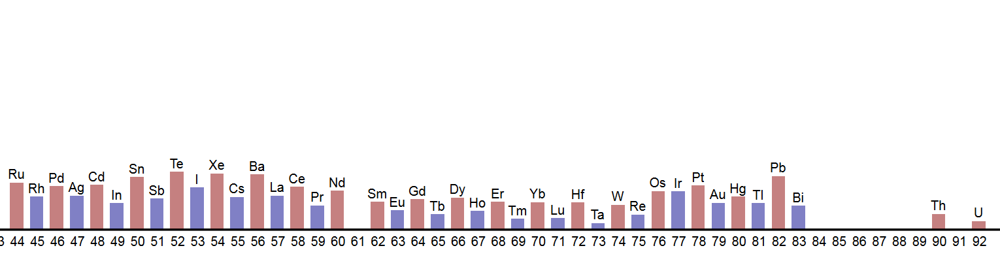 Ru Rh Pd Ag Cd In Sn Sb Te I Xe Cs Ba La Ce Pr Nd Sm Eu Gd Tb Dy Ho Er Tm Yb Lu Hf Ta W Re Os Ir Pt Au Hg Tl Pb Bi Th U
3 44 45 46 47 48 49 50 51 52 53 54 55 56 57 58 59 60 61 62 63 64 65 66 67 68 69 70 71 72 73 74 75 76 77 78 79 80 81 82 83 84 85 86 87 88 89 90 91 92